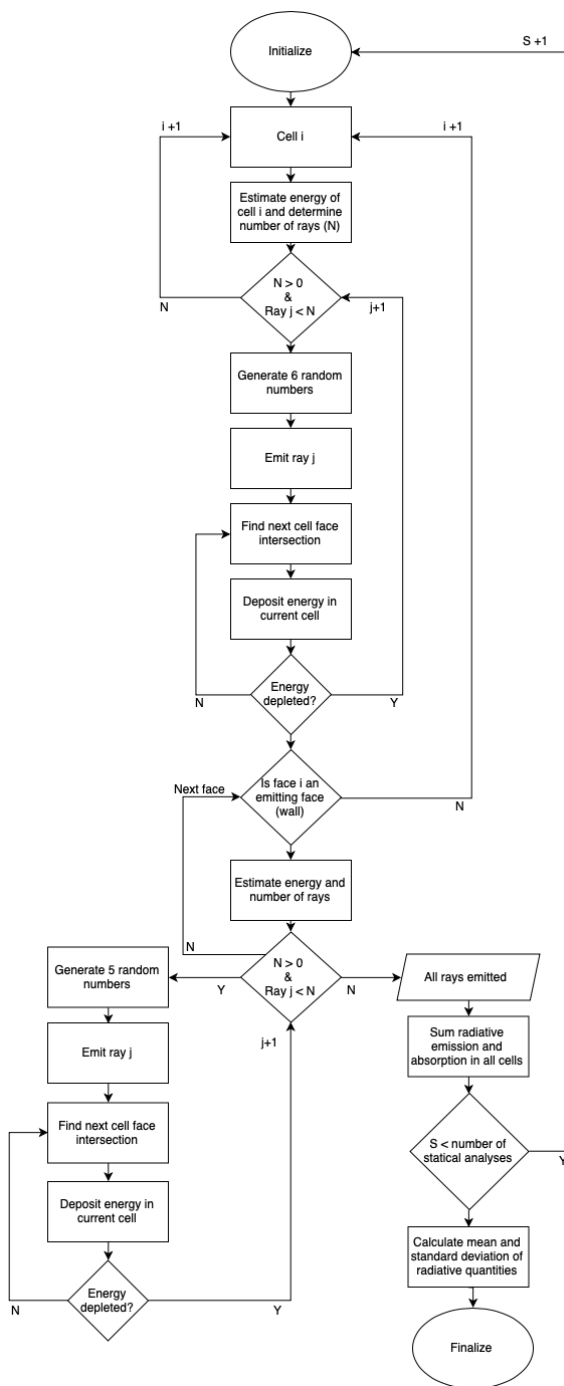 Initialize
S +1
i +1
i +1
Cell i
Estimate energy of
cell i and determine
number of rays (N)
N > 0
&
Ray j < N
N
j+1
Generate 6 random
numbers
Emit ray j
Find next cell face
intersection
Deposit energy in
current cell
Energy
depleted?
N
Y
Next face
Is face i an
emitting face
(wall)
N
Estimate energy and
number of rays
N
N > 0
&
Ray j < N
Y
N
Generate 5 random
numbers
All rays emitted
Emit ray j
j+1
Sum radiative
emission and
absorption in all cells
Find next cell face
intersection
S < number of
statical analyses
Y
Deposit energy in
current cell
Calculate mean and
standard deviation of
radiative quantities
Energy
depleted?
N
Y
Finalize